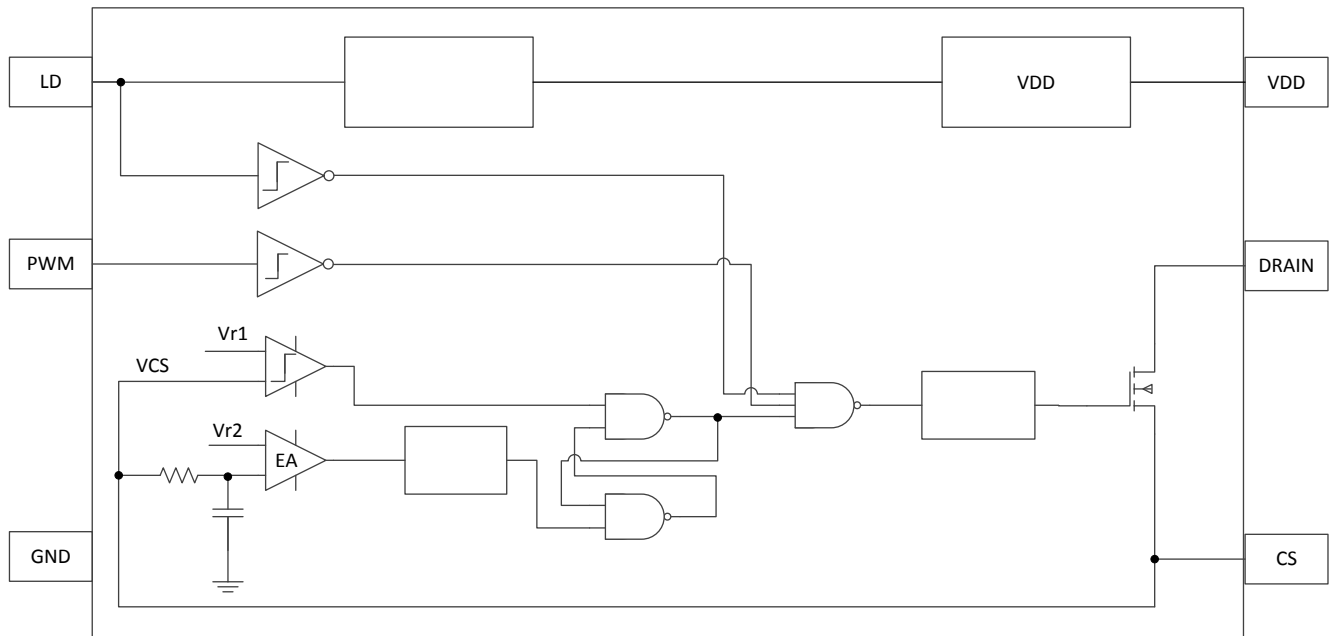 LD
VDD
VDD
PWM
DRAIN
Vr1
VCS
Vr2
EA
GND
CS